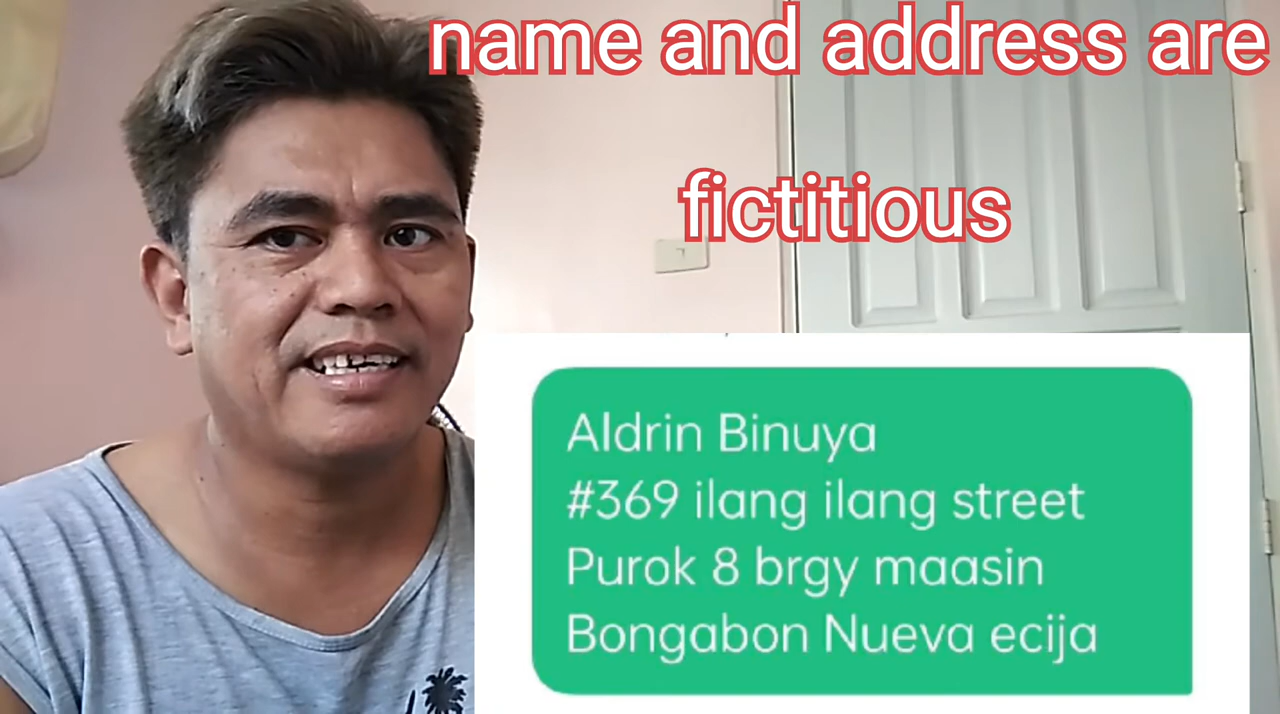 name and address are
fictitious
Aldrin Binuya
#369 ilang ilang street
Purok 8 brgy maasin
Bongabon Nueva ecija